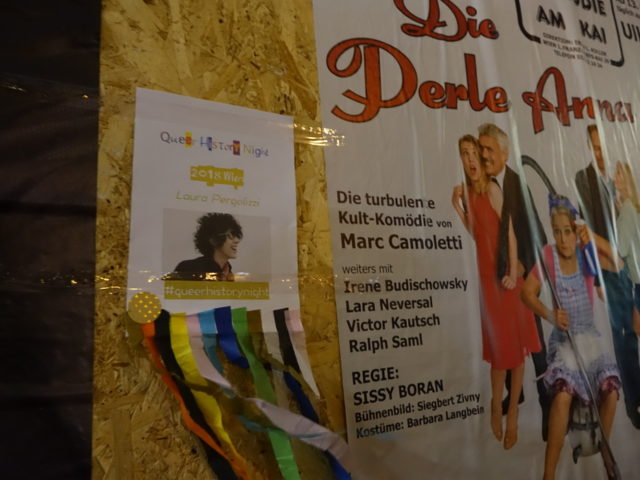 Queer History Night
2018 Wien
Laura Pergolizzi
#queerhistorynight
Die
Perle Anna
AM KAI
Die turbulente
Kult-Komödie von
Marc Camoletti
weiters mit
Irene Budischowsky
Lara Neversal
Victor Kautsch
Ralph Saml
REGIE:
SISSY BORAN
Bühnenbild: Siegbert Zivny
Kostüme: Barbara Langbein